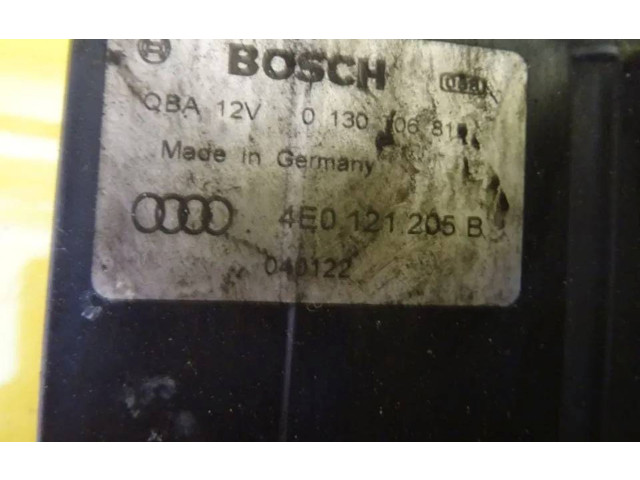 BOSCH
QBA 12V 0 130
Made in Germany
4E0 121 205 B
040122